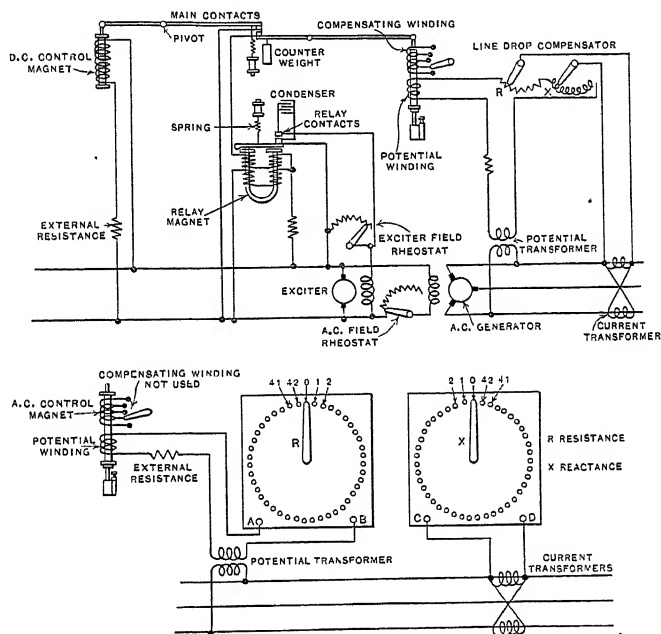 MAIN CONTACTS
PIVOT
D.C. CONTROL
MAGNET
COUNTER
WEIGHT
COMPENSATING WINDING
LINE DROP COMPENSATOR
R
X
CONDENSER
RELAY
CONTACTS
SPRING
POTENTIAL
WINDING
RELAY
MAGNET
EXTERNAL
RESISTANCE
EXCITER FIELD
RHEOSTAT
POTENTIAL
TRANSFORMER
EXCITER
A.C. FIELD
RHEOSTAT
A.C. GENERATOR
CURRENT
TRANSFORMER
COMPENSATING WINDING
NOT USED
A.C. CONTROL
MAGNET
POTENTIAL
WINDING
EXTERNAL
RESISTANCE
41 42 0 1 2
R
A B
2 1 0 42 41
X
C D
R RESISTANCE
X REACTANCE
POTENTIAL TRANSFORMER
CURRENT
TRANSFORMERS